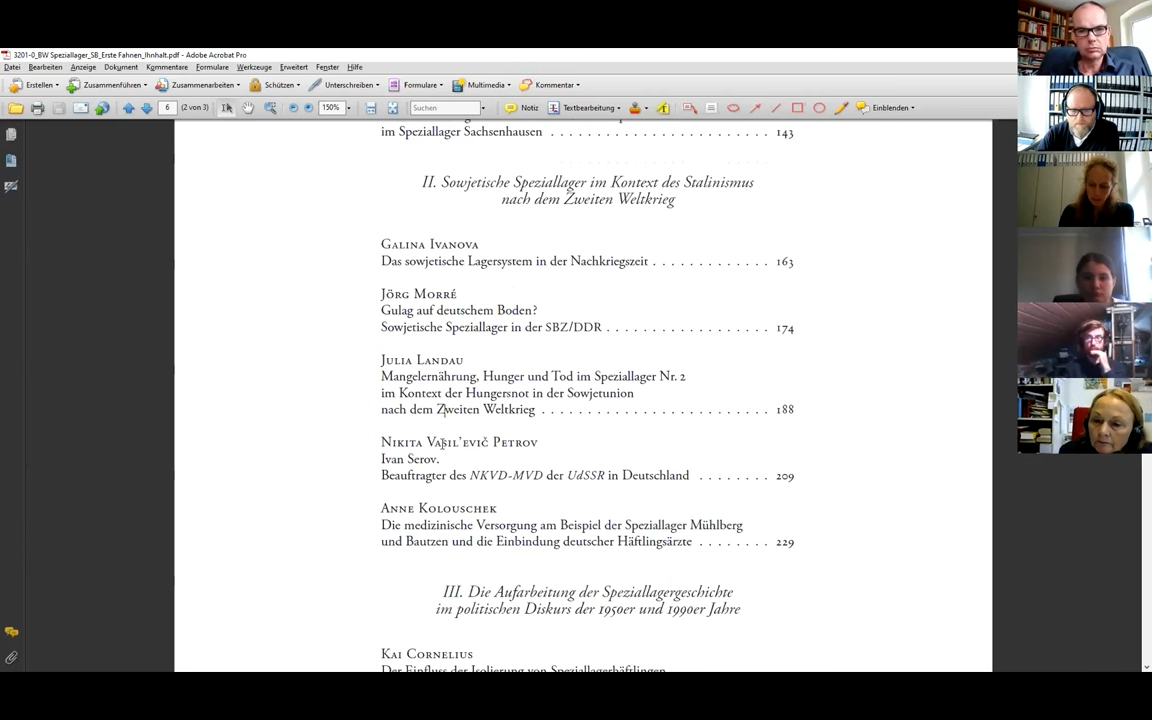 3201-0_BW Speziallager_SB_Erste Fahnen_Ihnhalt.pdf - Adobe Acrobat Pro
Datei Bearbeiten Anzeige Dokument Kommentare Formulare Werkzeuge Erweitert Fenster Hilfe
Erstellen Zusammenführen Zusammenarbeiten Schützen Unterschreiben Formulare Multimedia Kommentar
6 (2 von 3) 150% Suchen Notiz Textbearbeitung Einblenden
im Speziallager Sachsenhausen . . . . . . . . . . . . . . . . . . . . . . . . 143
II. Sowjetische Speziallager im Kontext des Stalinismus
nach dem Zweiten Weltkrieg
Galina Ivanova
Das sowjetische Lagersystem in der Nachkriegszeit . . . . . . . . . . . . . 163
Jörg Morré
Gulag auf deutschem Boden?
Sowjetische Speziallager in der SBZ/DDR . . . . . . . . . . . . . . . . . . 174
Julia Landau
Mangelernährung, Hunger und Tod im Speziallager Nr. 2
im Kontext der Hungersnot in der Sowjetunion
nach dem Zweiten Weltkrieg . . . . . . . . . . . . . . . . . . . . . . . . . 188
Nikita Vasil'evič Petrov
Ivan Serov.
Beauftragter des NKVD-MVD der UdSSR in Deutschland . . . . . . . . 209
Anne Kolouschek
Die medizinische Versorgung am Beispiel der Speziallager Mühlberg
und Bautzen und die Einbindung deutscher Häftlingsärzte . . . . . . . . 229
III. Die Aufarbeitung der Speziallagergeschichte
im politischen Diskurs der 1950er und 1990er Jahre
Kai Cornelius
Der Einfluss der Isolierung von Speziallagerhäftlingen